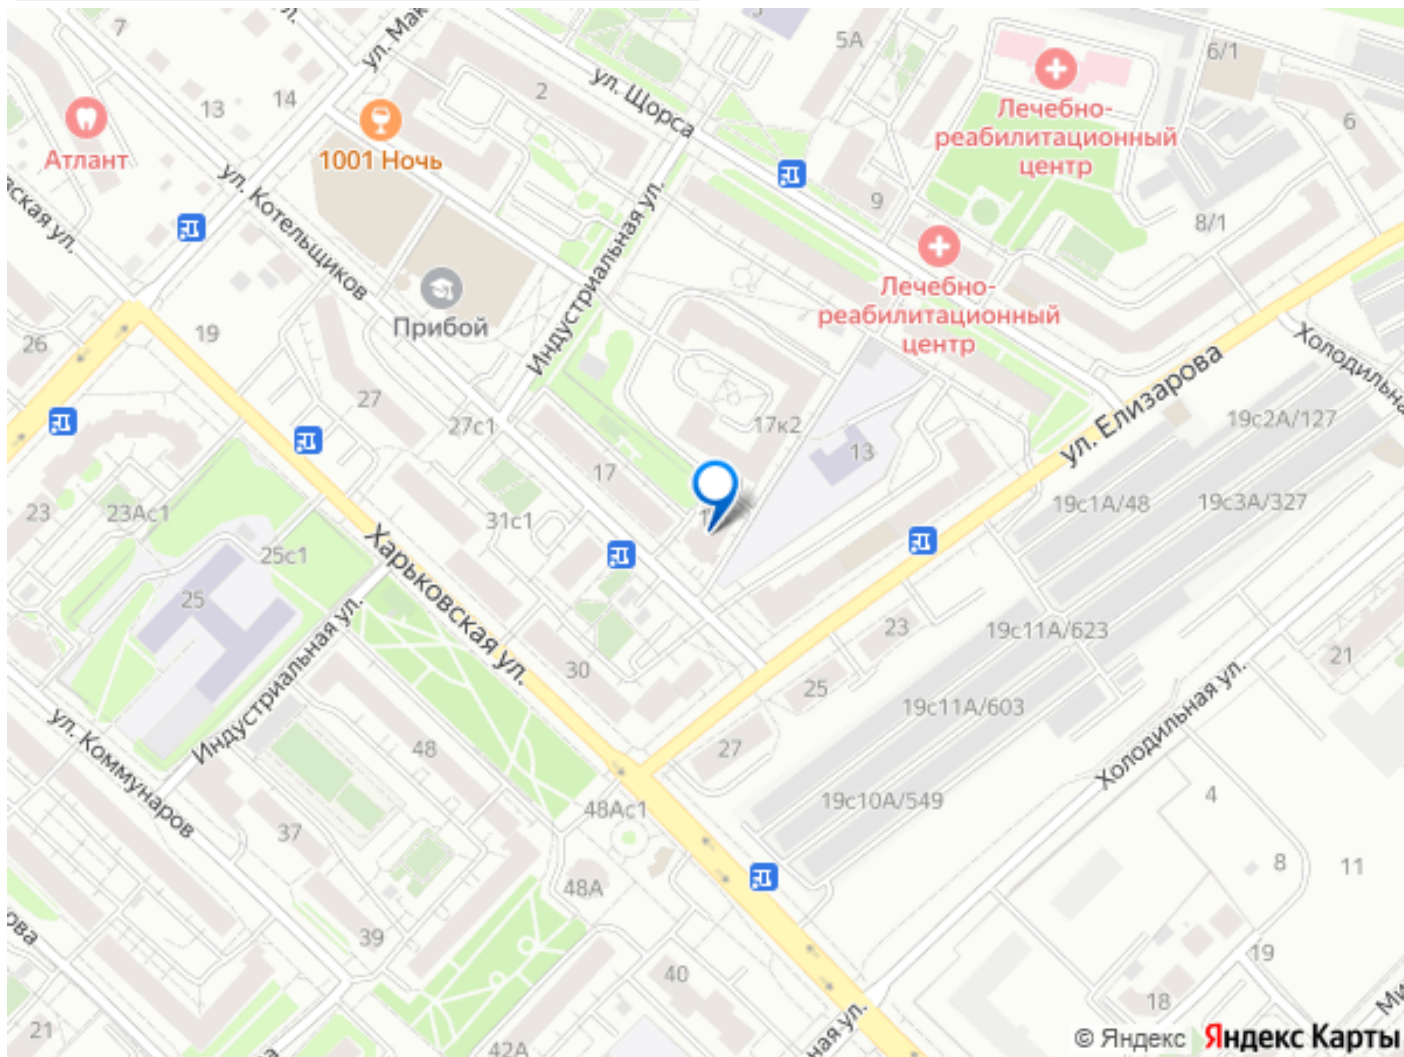 7
5
5А
6/1
ул. Мак
2
ул. Щорса
13
14
6
Атлант
1001 Ночь
Лечебно-
реабилитационный
центр
ул. Котельщиков
Индустриальная ул.
9
8/1
вская ул.
Прибой
Лечебно-
реабилитационный
центр
26
19
Холодильна
27
27с1
17к2
ул. Елизарова
19с2А/127
17
13
19с1А/48
19с3А/327
23
23Ас1
31с1
25с1
Харьковская ул.
25
Индустриальная ул.
23
19с11А/623
30
25
21
19с11А/603
Холодильная ул.
ул. Коммунаров
48
27
48Ас1
19с10А/549
4
37
8
11
48А
39
ова
40
19
18
Ми
21
42А
ьная ул.
© Яндекс Яндекс Карты